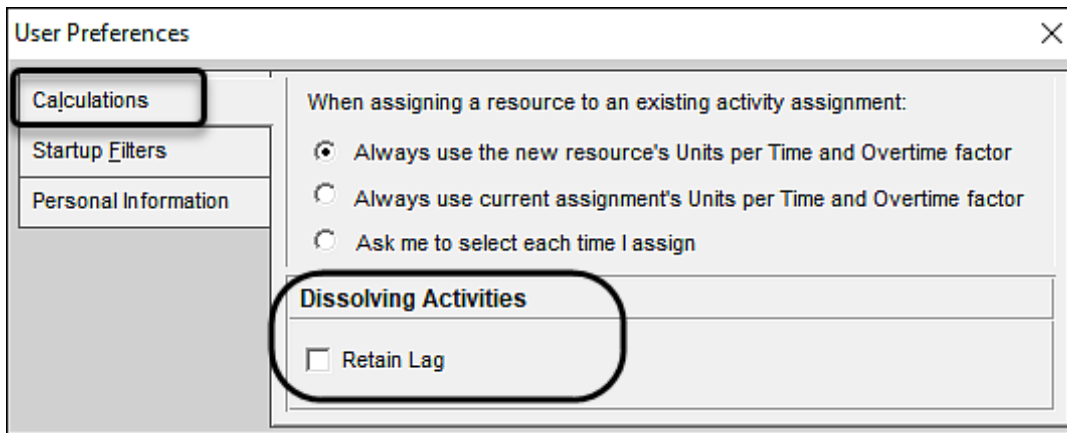 User Preferences
Calculations
Startup Filters
Personal Information
When assigning a resource to an existing activity assignment:
Always use the new resource's Units per Time and Overtime factor
Always use current assignment's Units per Time and Overtime factor
Ask me to select each time I assign
Dissolving Activities
Retain Lag